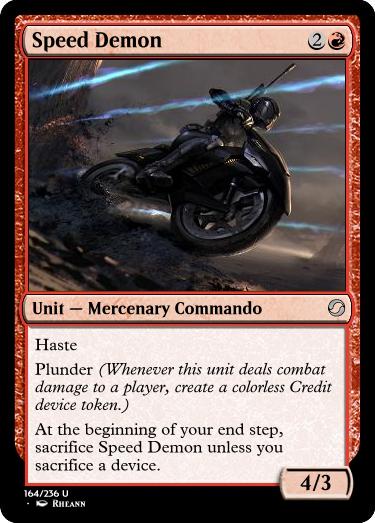 Speed Demon 2
Unit — Mercenary Commando
Haste
Plunder (Whenever this unit deals combat
damage to a player, create a colorless Credit
device token.)
At the beginning of your end step,
sacrifice Speed Demon unless you
sacrifice a device.
4/3
164/236 U
· Rheann